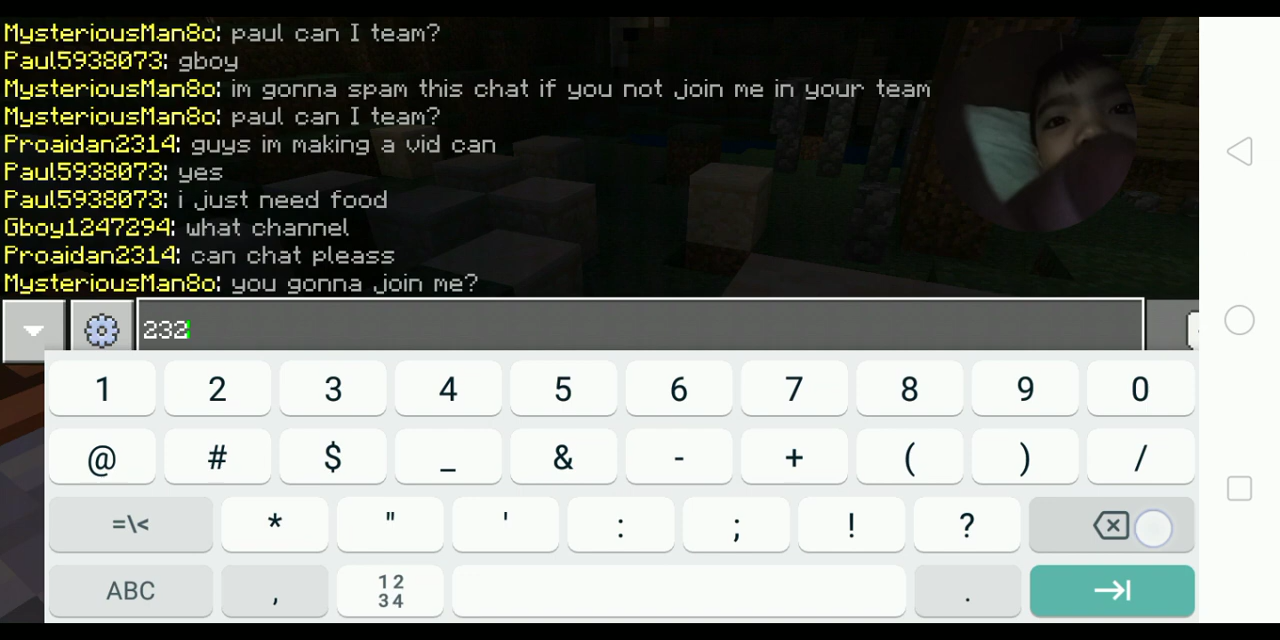 MysteriousMan8o: paul can I team?
Paul5938073: gboy
MysteriousMan8o: im gonna spam this chat if you not join me in your team
MysteriousMan8o: paul can I team?
Proaidan2314: guys im making a vid can
Paul5938073: yes
Paul5938073: i just need food
Gboy1247294: what channel
Proaidan2314: can chat pleass
MysteriousMan8o: you gonna join me?
232
1 2 3 4 5 6 7 8 9 0
@ # $ _ & - + ( ) /
=\< * " ' : ; ! ?
ABC , 12 .
34